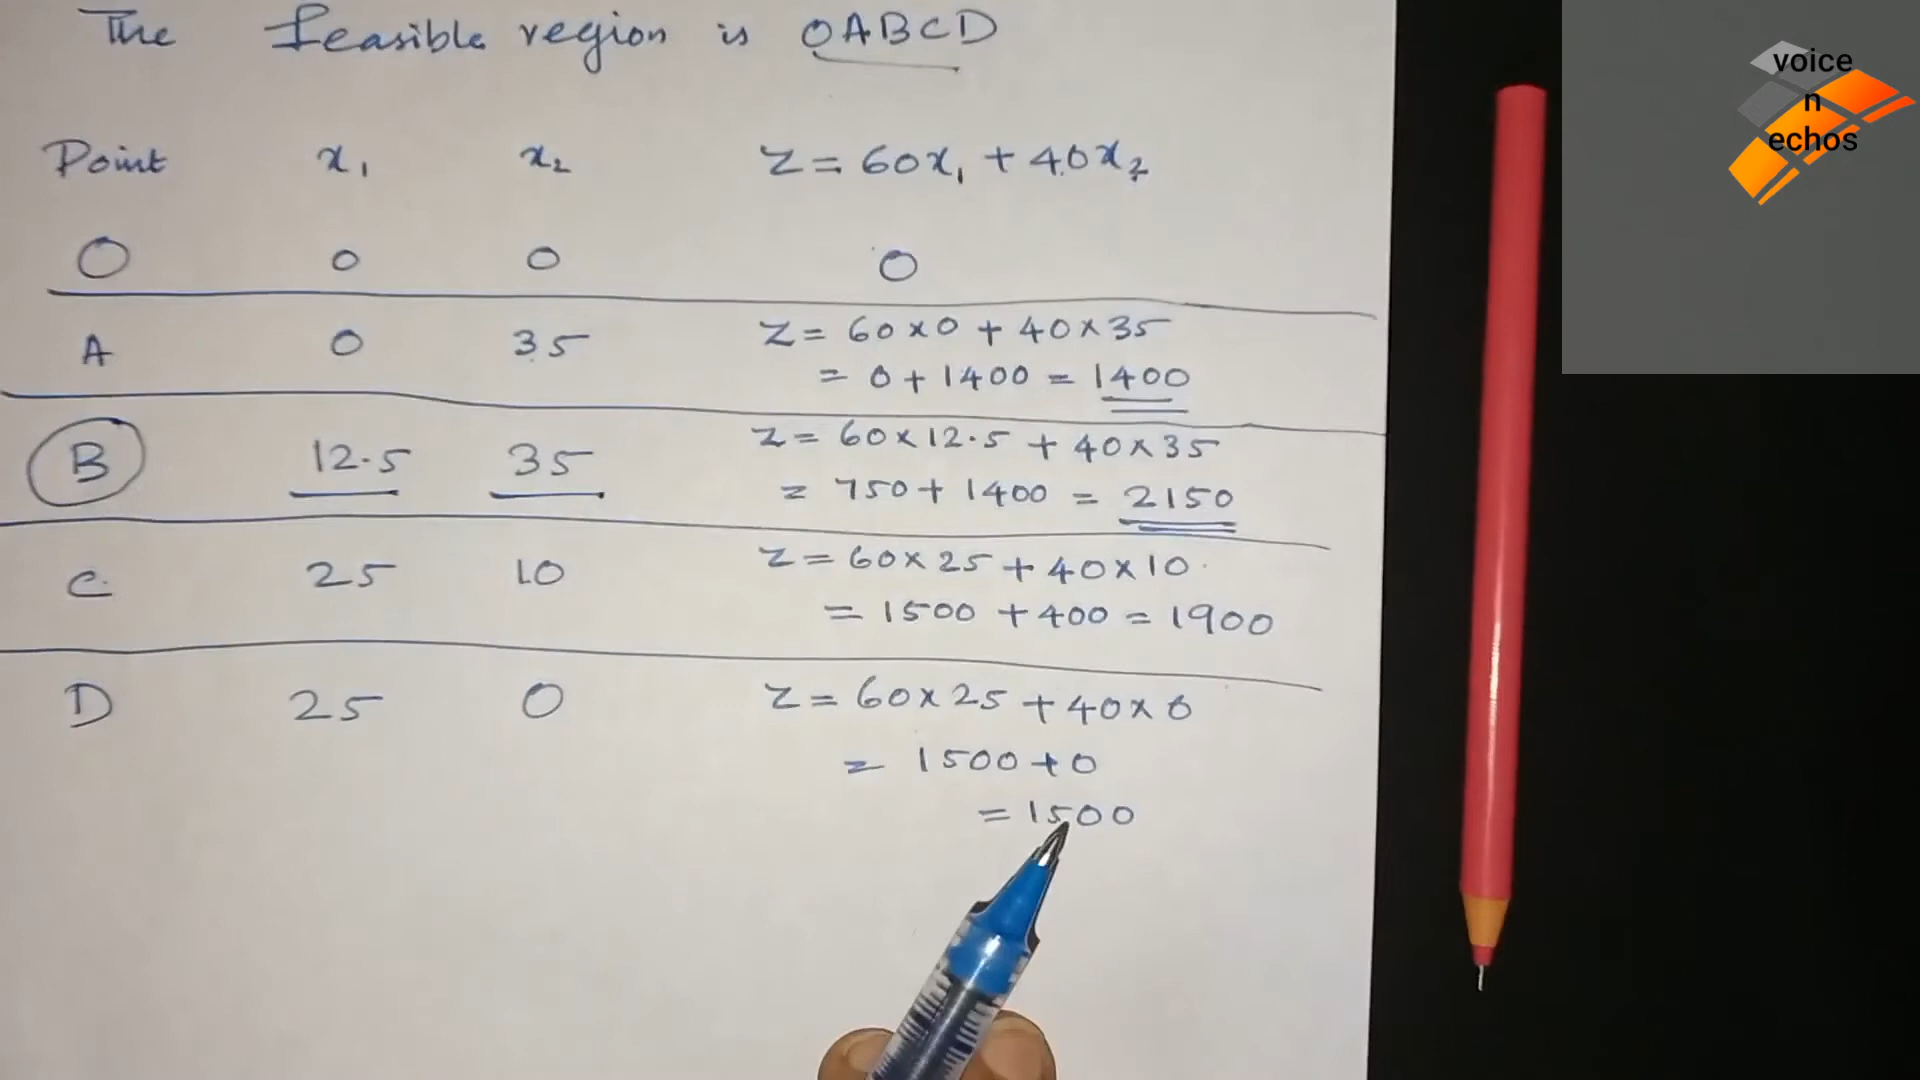 The feasible region is OABCD
Point x₁ x₂ Z = 60x₁ + 40x₂
O 0 0 0
A 0 35 Z = 60×0 + 40×35
= 0 + 1400 = 1400
B 12.5 35 Z = 60×12.5 + 40×35
= 750 + 1400 = 2150
C 25 10 Z = 60×25 + 40×10
= 1500 + 400 = 1900
D 25 0 Z = 60×25 + 40×0
= 1500 + 0
= 1500
voice
n
echos